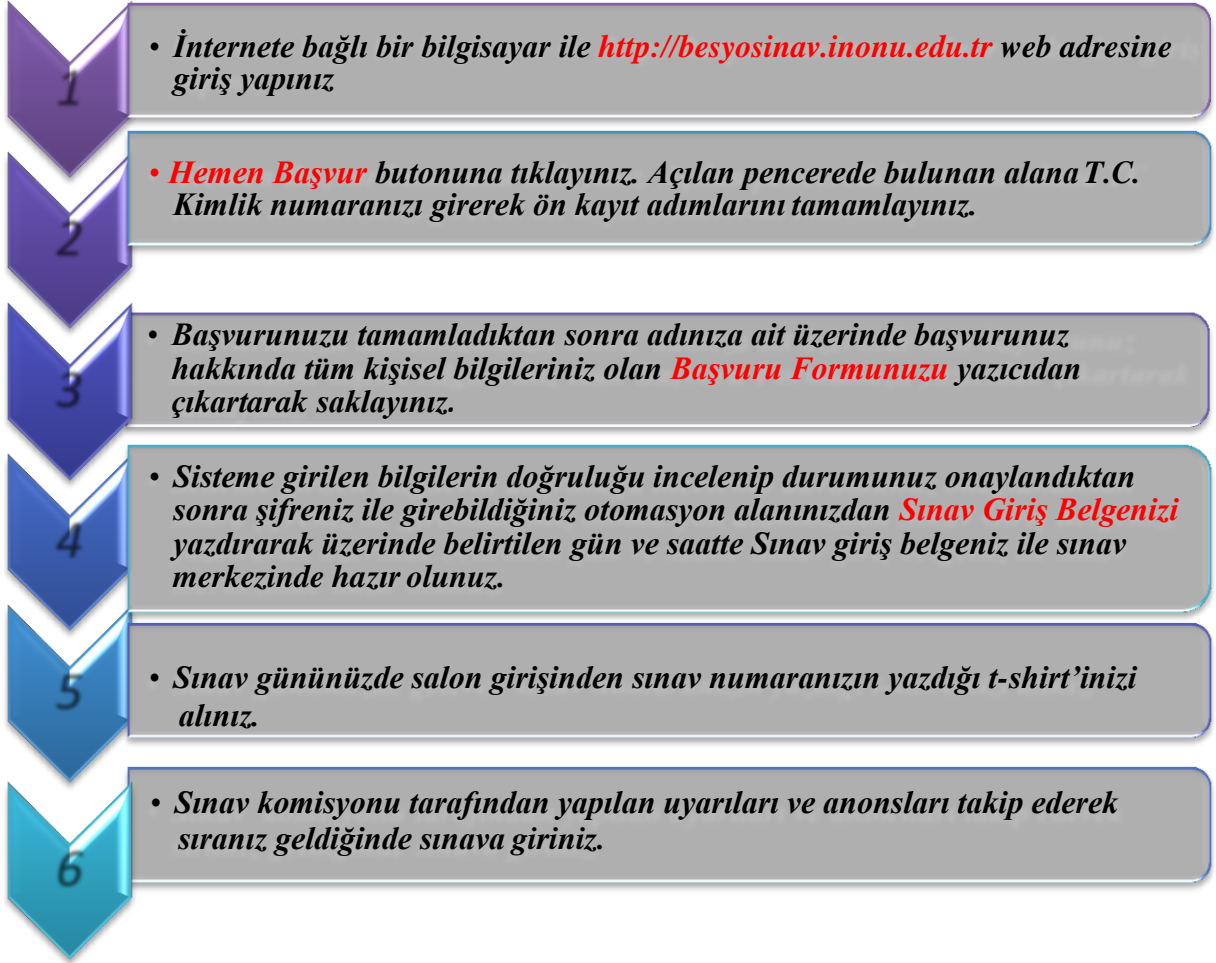 1
• İnternete bağlı bir bilgisayar ile http://besyosinav.inonu.edu.tr web adresine
giriş yapınız
2
• Hemen Başvur butonuna tıklayınız. Açılan pencerede bulunan alana T.C.
Kimlik numaranızı girerek ön kayıt adımlarını tamamlayınız.
3
• Başvurunuzu tamamladıktan sonra adınıza ait üzerinde başvurunuz
hakkında tüm kişisel bilgileriniz olan Başvuru Formunuzu yazıcıdan
çıkartarak saklayınız.
4
• Sisteme girilen bilgilerin doğruluğu incelenip durumunuz onaylandıktan
sonra şifreniz ile girebildiğiniz otomasyon alanınızdan Sınav Giriş Belgenizi
yazdırarak üzerinde belirtilen gün ve saatte Sınav giriş belgeniz ile sınav
merkezinde hazır olunuz.
5
• Sınav gününüzde salon girişinden sınav numaranızın yazdığı t-shirt’inizi
alınız.
6
• Sınav komisyonu tarafından yapılan uyarıları ve anonsları takip ederek
sıranız geldiğinde sınava giriniz.